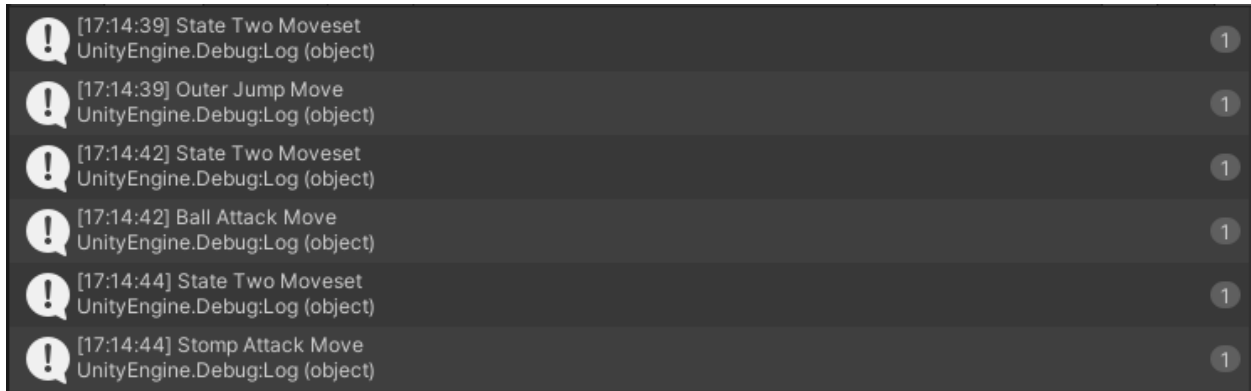 [17:14:39] State Two Moveset
UnityEngine.Debug:Log (object)
1
[17:14:39] Outer Jump Move
UnityEngine.Debug:Log (object)
1
[17:14:42] State Two Moveset
UnityEngine.Debug:Log (object)
1
[17:14:42] Ball Attack Move
UnityEngine.Debug:Log (object)
1
[17:14:44] State Two Moveset
UnityEngine.Debug:Log (object)
1
[17:14:44] Stomp Attack Move
UnityEngine.Debug:Log (object)
1